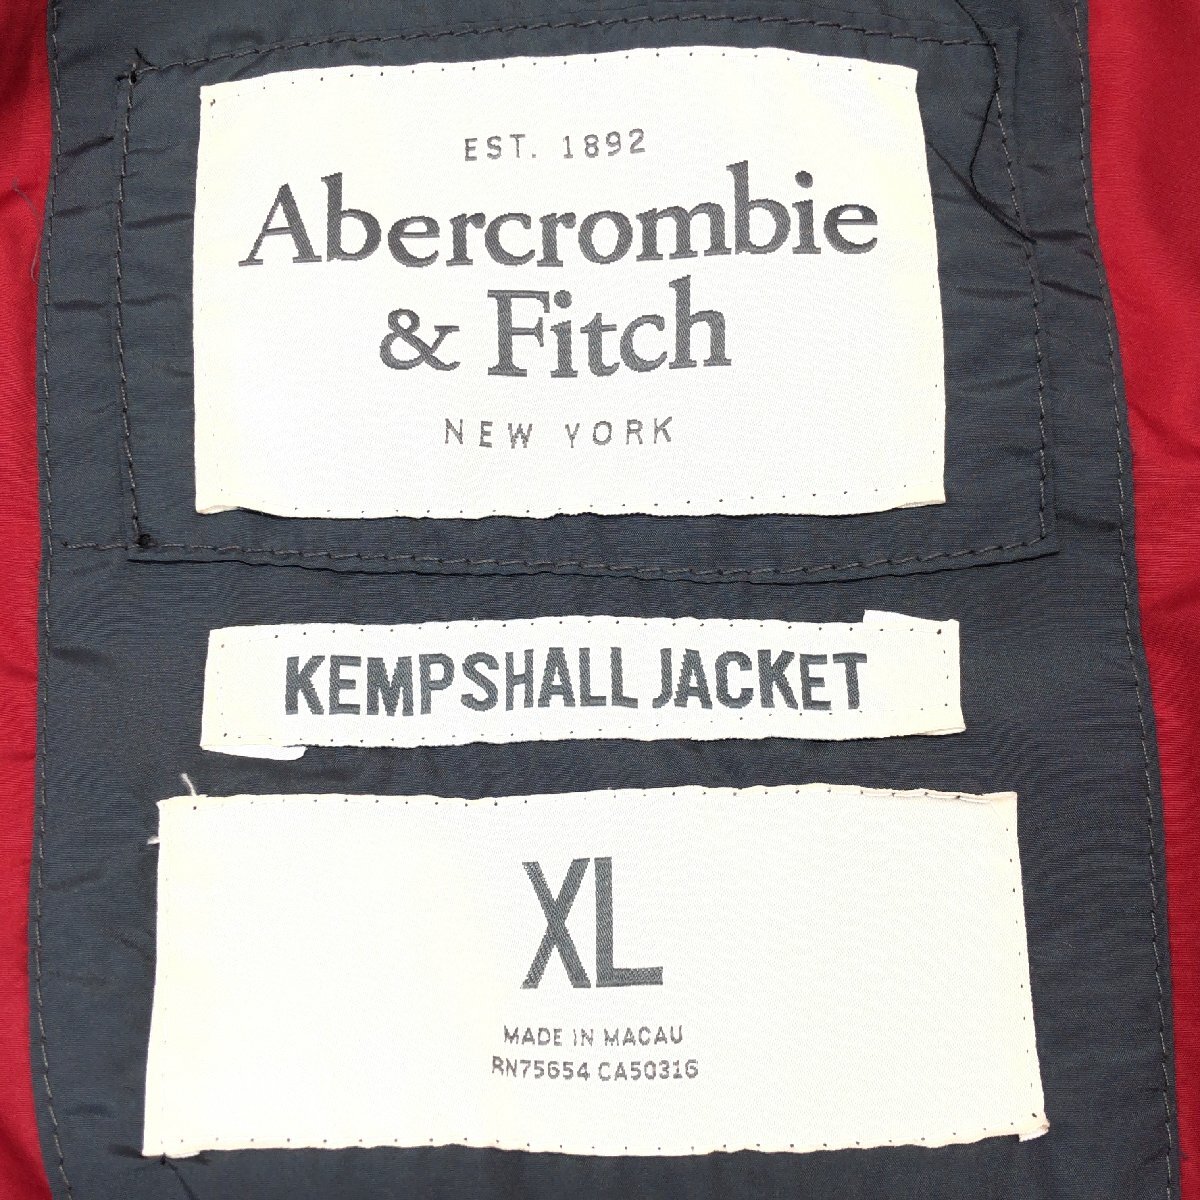 EST. 1892
Abercrombie
& Fitch
NEW YORK
KEMPSHALL JACKET
XL
MADE IN MACAU
RN75654 CA50316